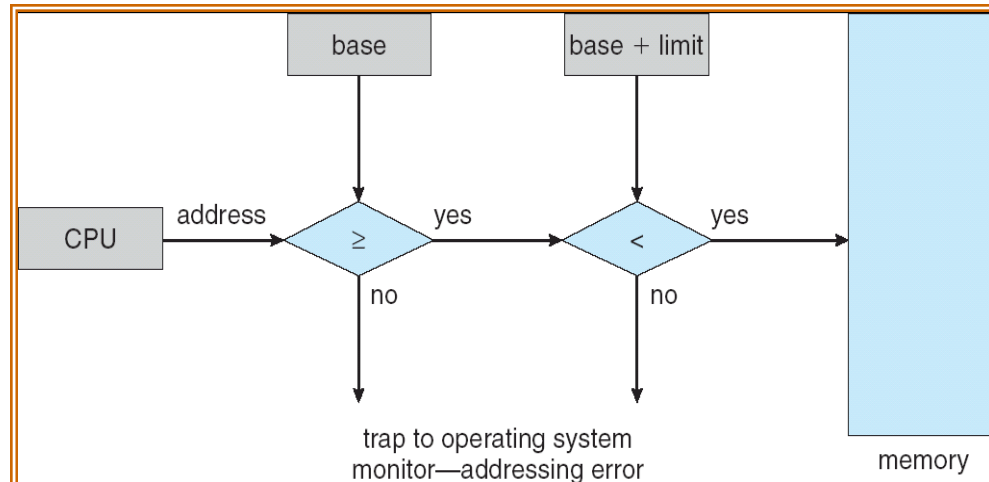 base
base + limit
CPU
address
≥
yes
<
yes
no
no
trap to operating system
monitor—addressing error
memory